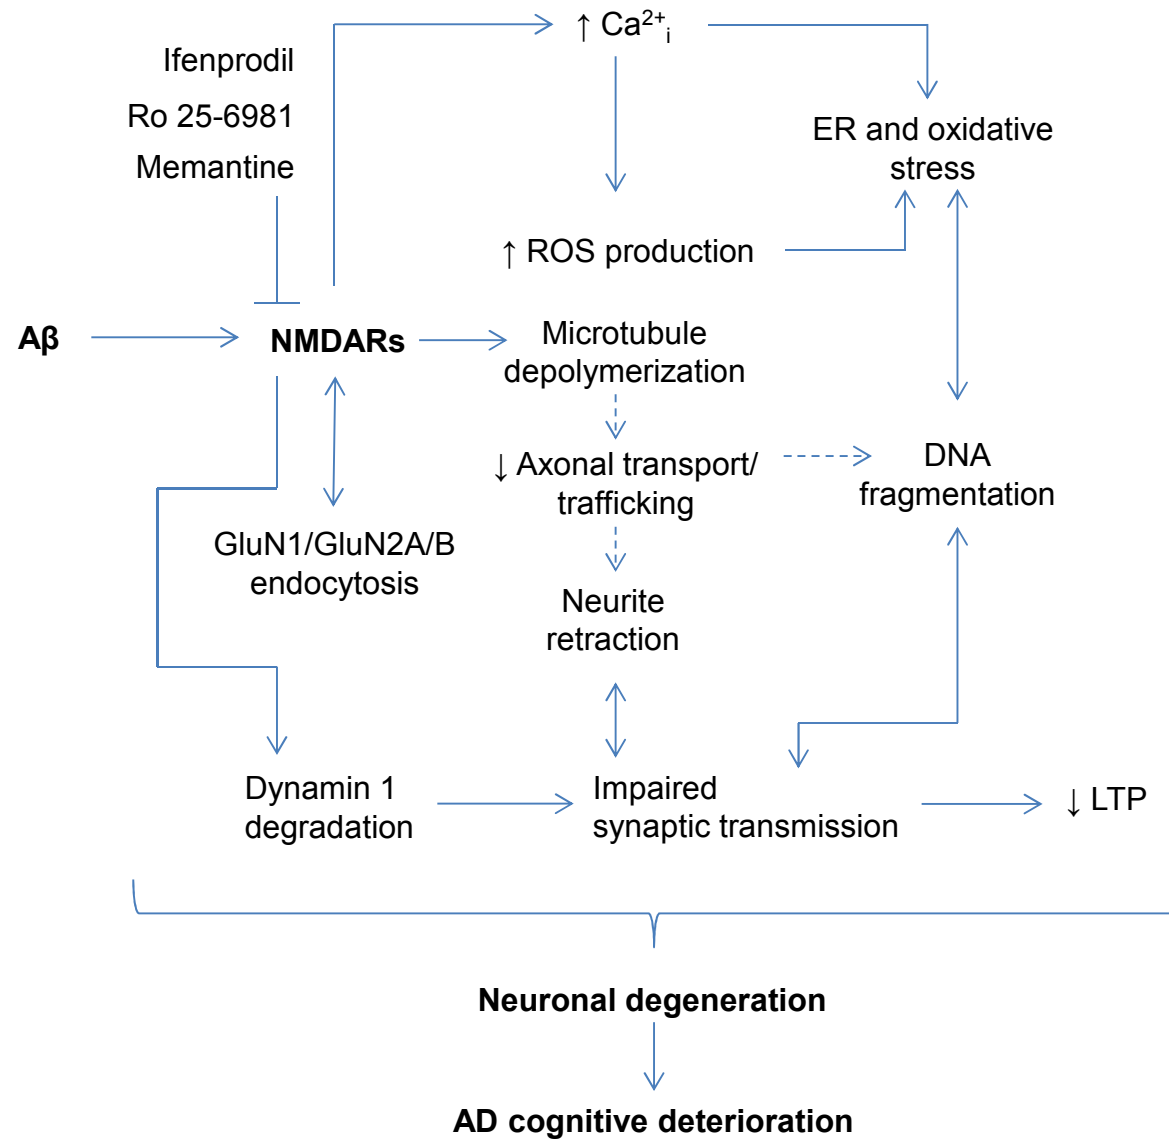 ↑ Ca²⁺ᵢ
Ifenprodil
Ro 25-6981
Memantine
ER and oxidative
stress
↑ ROS production
Aβ
NMDARs
Microtubule
depolymerization
↓ Axonal transport/
trafficking
DNA
fragmentation
GluN1/GluN2A/B
endocytosis
Neurite
retraction
Dynamin 1
degradation
Impaired
synaptic transmission
↓ LTP
Neuronal degeneration
AD cognitive deterioration